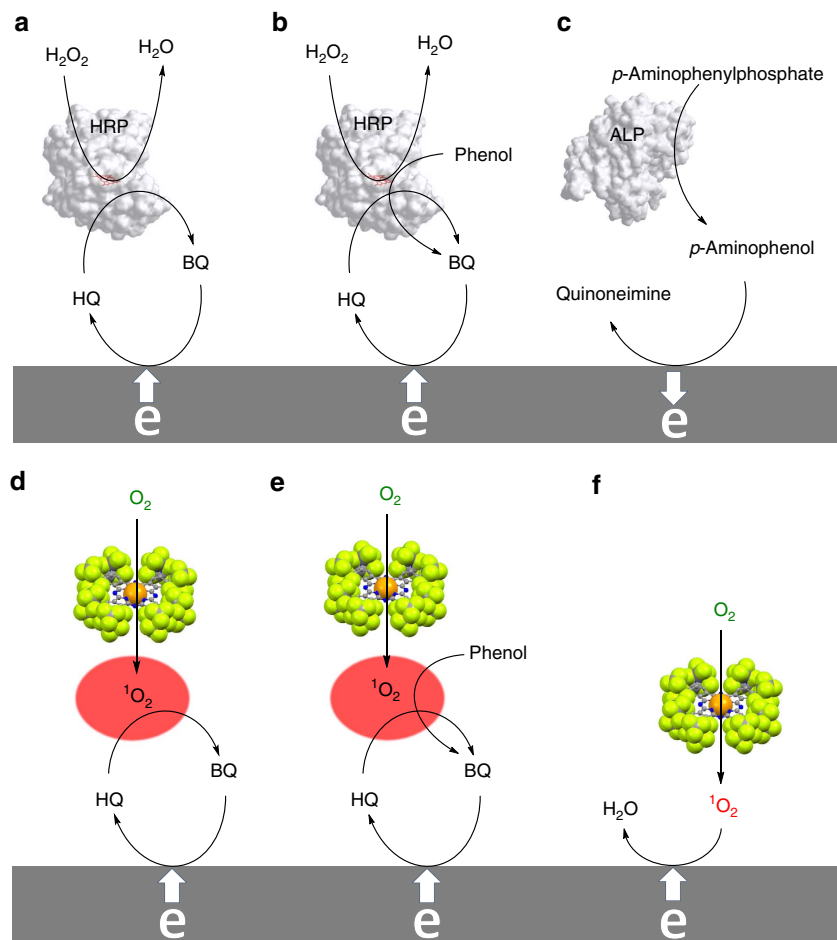 a
H₂O₂
H₂O
HRP
BQ
HQ
e
b
H₂O₂
H₂O
HRP
Phenol
BQ
HQ
e
c
p-Aminophenylphosphate
ALP
p-Aminophenol
Quinoneimine
e
d
O₂
¹O₂
BQ
HQ
e
e
O₂
Phenol
¹O₂
BQ
HQ
e
f
O₂
¹O₂
H₂O
e